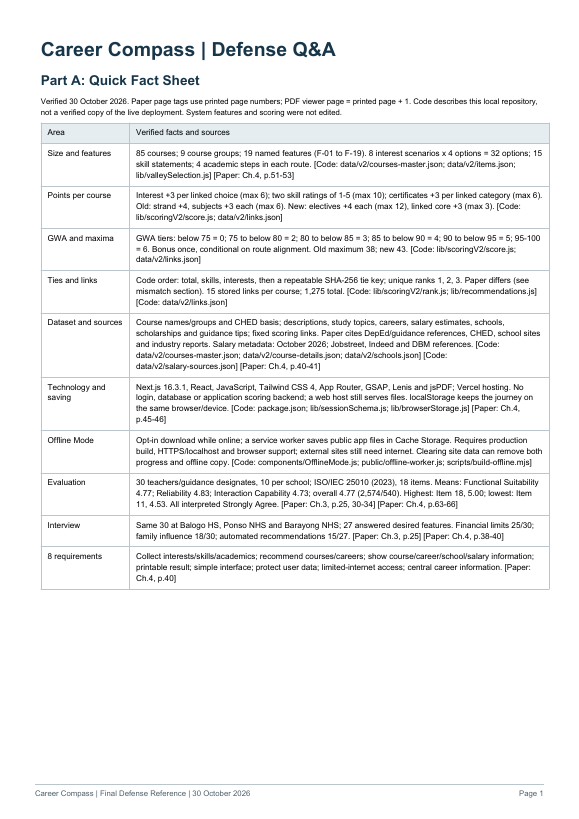 Career Compass | Defense Q&A
Part A: Quick Fact Sheet
Verified 30 October 2026. Paper page tags use printed page numbers; PDF viewer page = printed page + 1. Code describes this local repository,
not a verified copy of the live deployment. System features and scoring were not edited.
Area
Verified facts and sources
Size and features
85 courses; 9 course groups; 19 named features (F-01 to F-19). 8 interest scenarios x 4 options = 32 options; 15
skill statements; 4 academic steps in each route. [Code: data/v2/courses-master.json; data/v2/items.json;
lib/valleySelection.js] [Paper: Ch.4, p.51-53]
Points per course
Interest +3 per linked choice (max 6); two skill ratings of 1-5 (max 10); certificates +3 per linked category (max 6).
Old: strand +4, subjects +3 each (max 6). New: electives +4 each (max 12), linked core +3 (max 3). [Code:
lib/scoringV2/score.js; data/v2/links.json]
GWA and maxima
GWA tiers: below 75 = 0; 75 to below 80 = 2; 80 to below 85 = 3; 85 to below 90 = 4; 90 to below 95 = 5; 95-100
= 6. Bonus once, conditional on route alignment. Old maximum 38; new 43. [Code: lib/scoringV2/score.js;
data/v2/links.json]
Ties and links
Code order: total, skills, interests, then a repeatable SHA-256 tie key; unique ranks 1, 2, 3. Paper differs (see
mismatch section). 15 stored links per course; 1,275 total. [Code: lib/scoringV2/rank.js; lib/recommendations.js]
[Code: data/v2/links.json]
Dataset and sources
Course names/groups and CHED basis; descriptions, study topics, careers, salary estimates, schools,
scholarships and guidance tips; fixed scoring links. Paper cites DepEd/guidance references, CHED, school sites
and industry reports. Salary metadata: October 2026; Jobstreet, Indeed and DBM references. [Code:
data/v2/courses-master.json; data/v2/course-details.json; data/v2/schools.json] [Code:
data/v2/salary-sources.json] [Paper: Ch.4, p.40-41]
Technology and
saving
Next.js 16.3.1, React, JavaScript, Tailwind CSS 4, App Router, GSAP, Lenis and jsPDF; Vercel hosting. No
login, database or application scoring backend; a web host still serves files. localStorage keeps the journey on
the same browser/device. [Code: package.json; lib/sessionSchema.js; lib/browserStorage.js] [Paper: Ch.4,
p.45-46]
Offline Mode
Opt-in download while online; a service worker saves public app files in Cache Storage. Requires production
build, HTTPS/localhost and browser support; external sites still need internet. Clearing site data can remove both
progress and offline copy. [Code: components/OfflineMode.js; public/offline-worker.js; scripts/build-offline.mjs]
Evaluation
30 teachers/guidance designates, 10 per school; ISO/IEC 25010 (2023), 18 items. Means: Functional Suitability
4.77; Reliability 4.83; Interaction Capability 4.73; overall 4.77 (2,574/540). Highest: Item 18, 5.00; lowest: Item
11, 4.53. All interpreted Strongly Agree. [Paper: Ch.3, p.25, 30-34] [Paper: Ch.4, p.63-66]
Interview
Same 30 at Balogo HS, Ponso NHS and Barayong NHS; 27 answered desired features. Financial limits 25/30;
family influence 18/30; automated recommendations 15/27. [Paper: Ch.3, p.25] [Paper: Ch.4, p.38-40]
8 requirements
Collect interests/skills/academics; recommend courses/careers; show course/career/school/salary information;
printable result; simple interface; protect user data; limited-internet access; central career information. [Paper:
Ch.4, p.40]
Career Compass | Final Defense Reference | 30 October 2026
Page 1